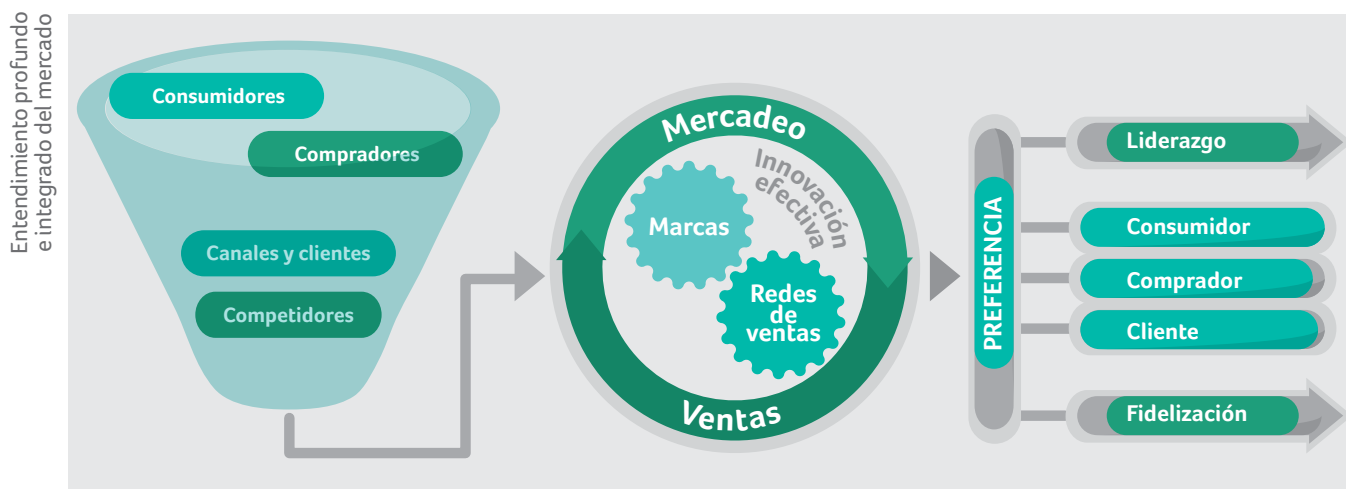 Entendimiento profundo
e integrado del mercado
Consumidores
Compradores
Canales y clientes
Competidores
Mercadeo
Innovación
efectiva
Marcas
Redes
de
ventas
Ventas
PREFERENCIA
Liderazgo
Consumidor
Comprador
Cliente
Fidelización